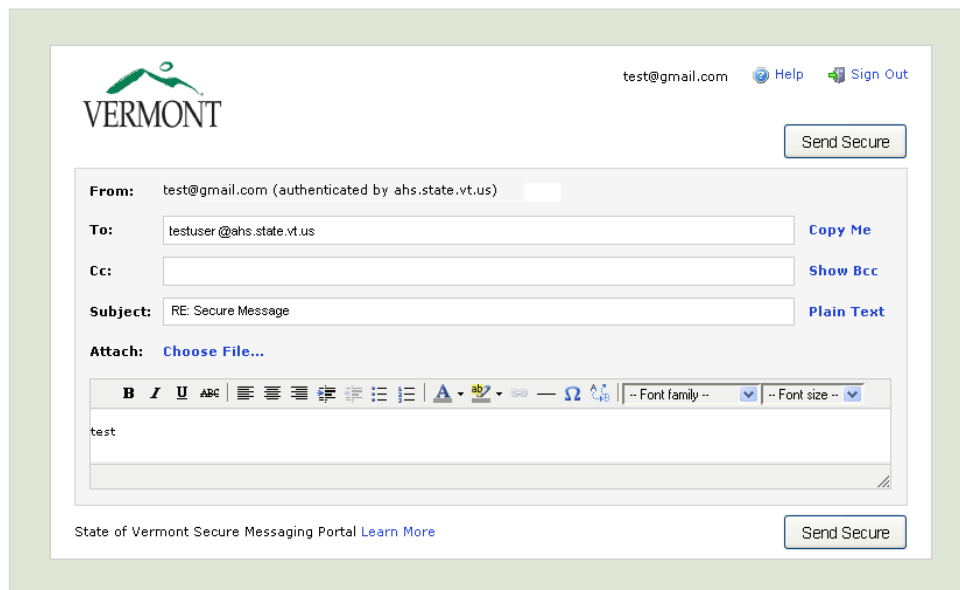 test@gmail.com Help Sign Out
VERMONT
Send Secure
From: test@gmail.com (authenticated by ahs.state.vt.us)
To: testuser @ahs.state.vt.us Copy Me
Cc: Show Bcc
Subject: RE: Secure Message Plain Text
Attach: Choose File...
B I U ABC A ab Ω A B -- Font family -- -- Font size --
test
State of Vermont Secure Messaging Portal Learn More Send Secure